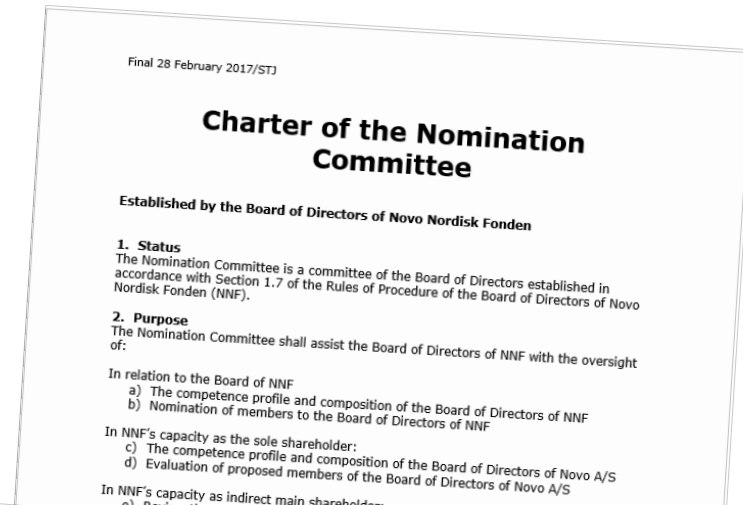 Final 28 February 2017/STJ
Charter of the Nomination
Committee
Established by the Board of Directors of Novo Nordisk Fonden
1. Status
The Nomination Committee is a committee of the Board of Directors established in
accordance with Section 1.7 of the Rules of Procedure of the Board of Directors of Novo
Nordisk Fonden (NNF).
2. Purpose
The Nomination Committee shall assist the Board of Directors of NNF with the oversight
of:
In relation to the Board of NNF
a) The competence profile and composition of the Board of Directors of NNF
b) Nomination of members to the Board of Directors of NNF
In NNF's capacity as the sole shareholder:
c) The competence profile and composition of the Board of Directors of Novo A/S
d) Evaluation of proposed members of the Board of Directors of Novo A/S
In NNF's capacity as indirect main shareholder: